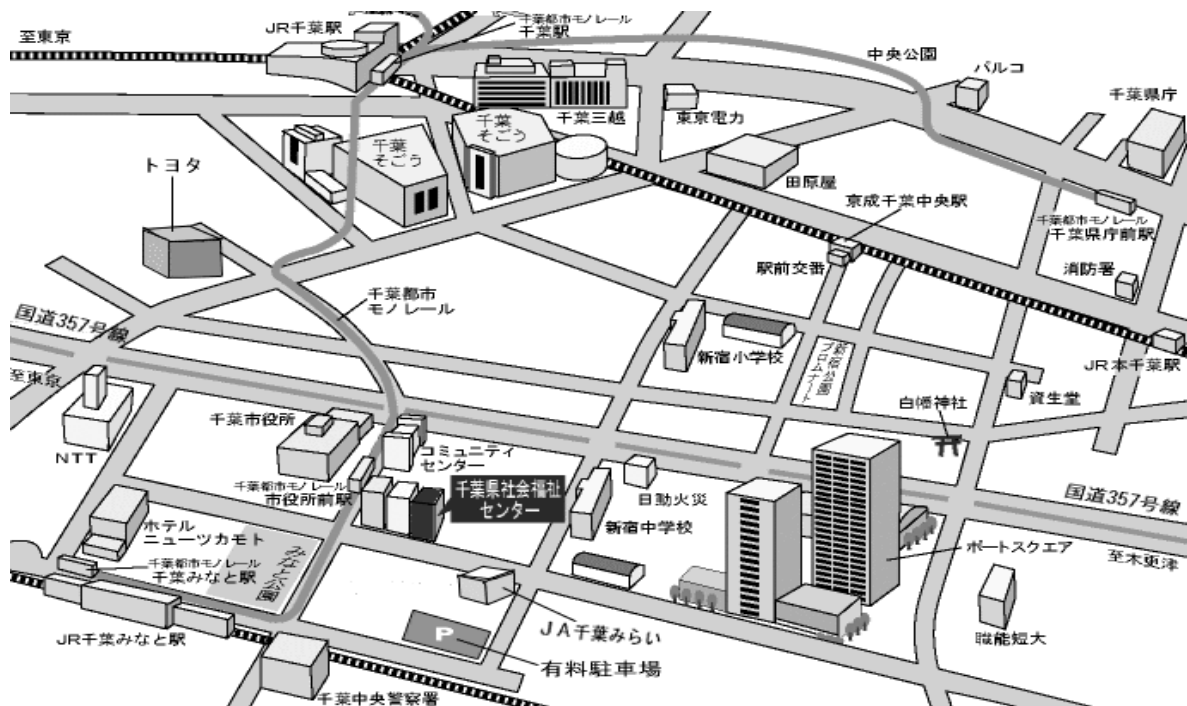 至東京
JR千葉駅
千葉都市モノレール
千葉駅
中央公園
パルコ
千葉県庁
千葉三越
東京電力
千葉
そごう
千葉
そごう
トヨタ
田原屋
京成千葉中央駅
千葉都市モノレール
千葉県庁前駅
駅前交番
消防署
千葉都市
モノレール
国道357号線
至東京
新宿小学校
新宿公園
プロムナード
JR本千葉駅
資生堂
白幡神社
千葉市役所
NTT
コミュニティ
センター
千葉都市モノレール
市役所前駅
千葉県社会福祉
センター
日動火災
新宿中学校
国道357号線
至木更津
ポートスクエア
ホテル
ニューツカモト
みなと公園
千葉都市モノレール
千葉みなと駅
JR千葉みなと駅
P
JA千葉みらい
有料駐車場
職能短大
千葉中央警察署